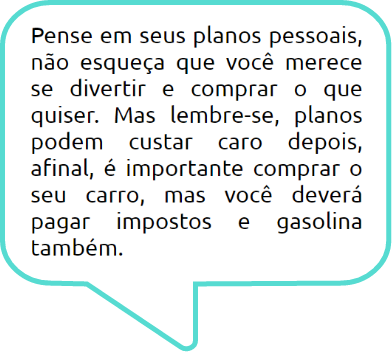 Pense em seus planos pessoais,
não esqueça que você merece
se divertir e comprar o que
quiser. Mas lembre-se, planos
podem custar caro depois,
afinal, é importante comprar o
seu carro, mas você deverá
pagar impostos e gasolina
também.